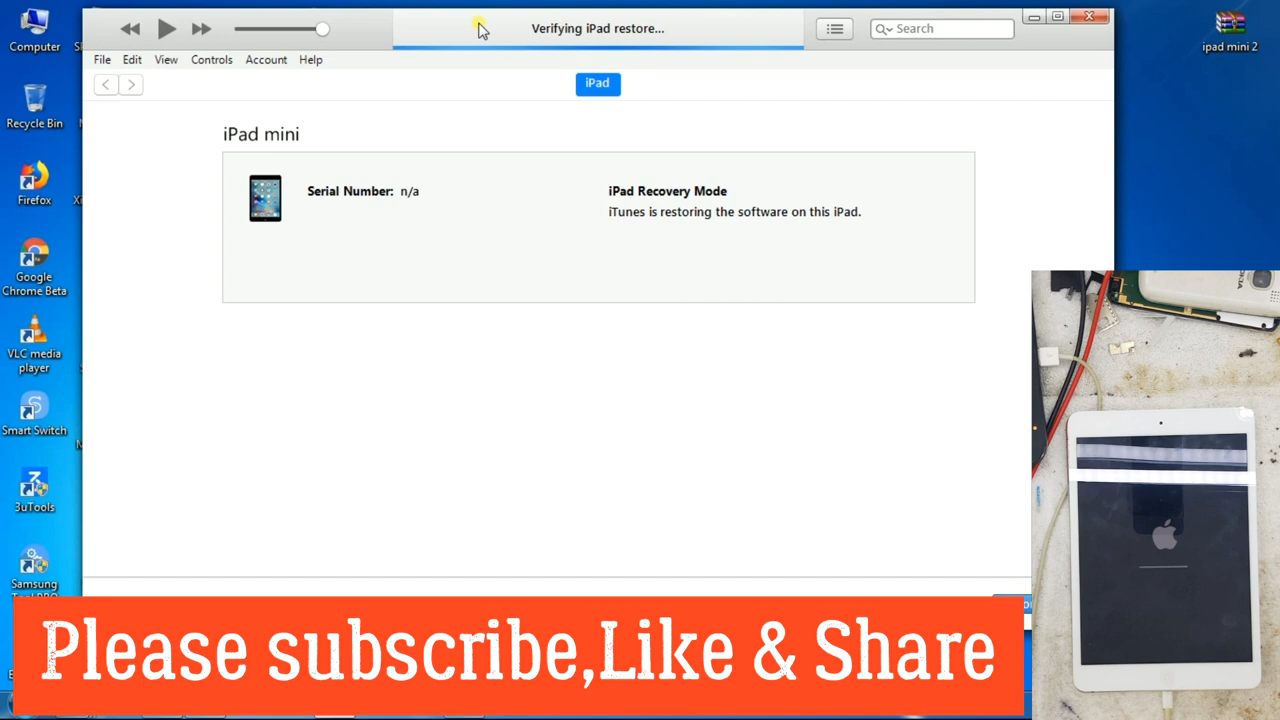 Computer
Recycle Bin
Firefox
Google
Chrome Beta
VLC media
player
Smart Switch
3uTools
Samsung
Verifying iPad restore...
Search
File Edit View Controls Account Help
iPad
iPad mini
Serial Number: n/a
iPad Recovery Mode
iTunes is restoring the software on this iPad.
ipad mini 2
NOKIA
Please subscribe,Like & Share